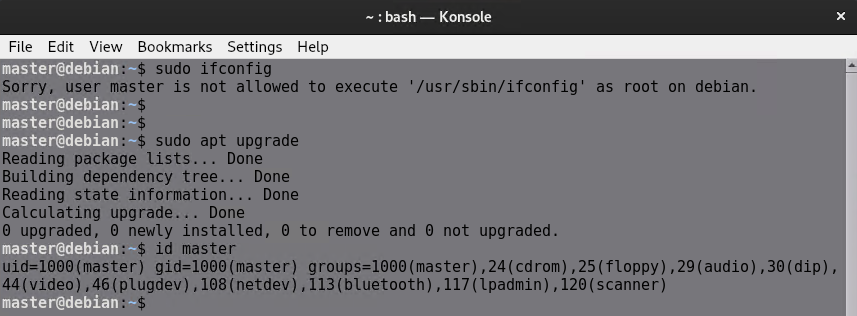 ~ : bash — Konsole
File Edit View Bookmarks Settings Help
master@debian:~$ sudo ifconfig
Sorry, user master is not allowed to execute '/usr/sbin/ifconfig' as root on debian.
master@debian:~$
master@debian:~$
master@debian:~$ sudo apt upgrade
Reading package lists... Done
Building dependency tree... Done
Reading state information... Done
Calculating upgrade... Done
0 upgraded, 0 newly installed, 0 to remove and 0 not upgraded.
master@debian:~$ id master
uid=1000(master) gid=1000(master) groups=1000(master),24(cdrom),25(floppy),29(audio),30(dip),
44(video),46(plugdev),108(netdev),113(bluetooth),117(lpadmin),120(scanner)
master@debian:~$